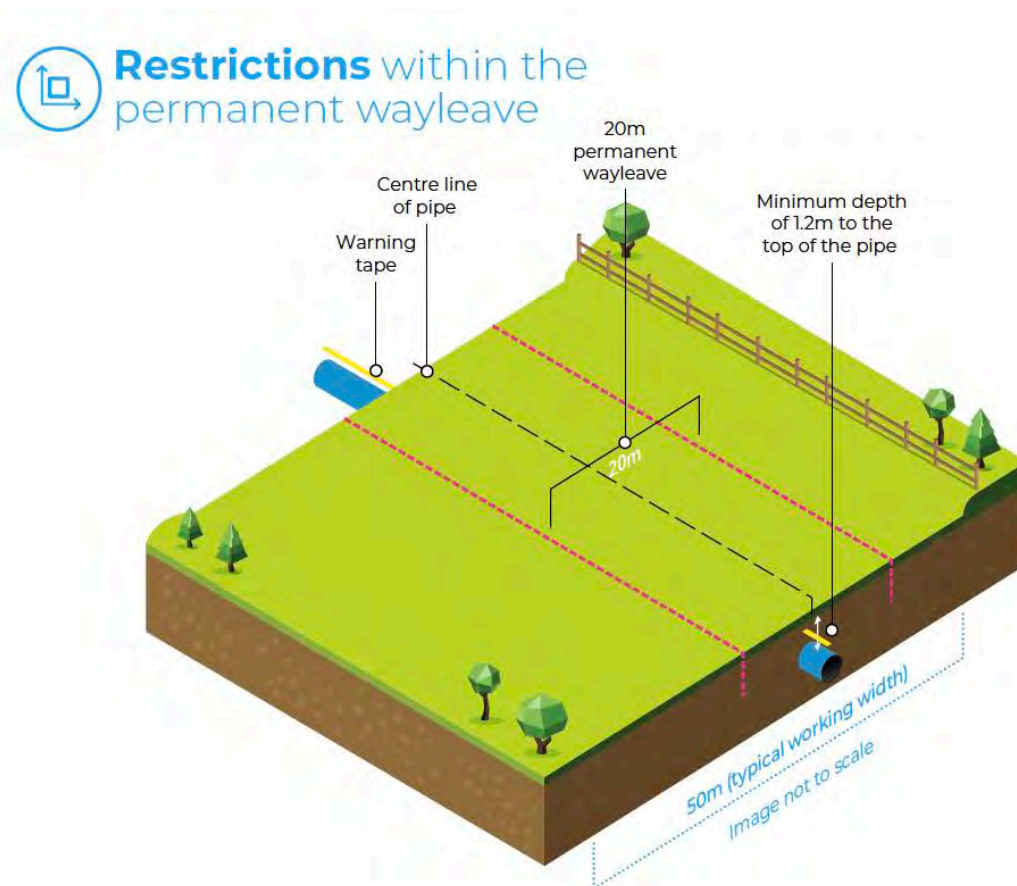 Restrictions within the
permanent wayleave
20m
permanent
wayleave
Centre line
of pipe
Minimum depth
of 1.2m to the
top of the pipe
Warning
tape
20m
50m (typical working width)
Image not to scale